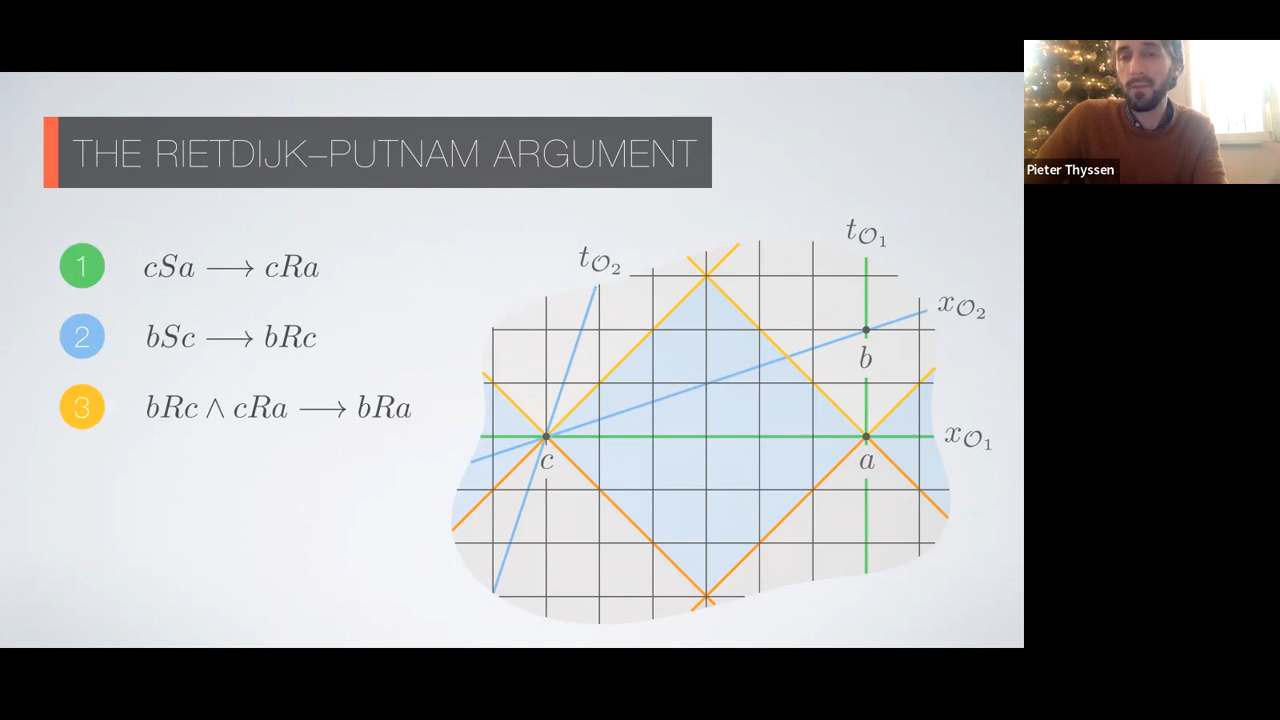 THE RIETDIJK–PUTNAM ARGUMENT
Pieter Thyssen
1 cSa ⟶ cRa
2 bSc ⟶ bRc
3 bRc ∧ cRa ⟶ bRa
t𝒪₂
t𝒪₁
x𝒪₂
b
x𝒪₁
c
a